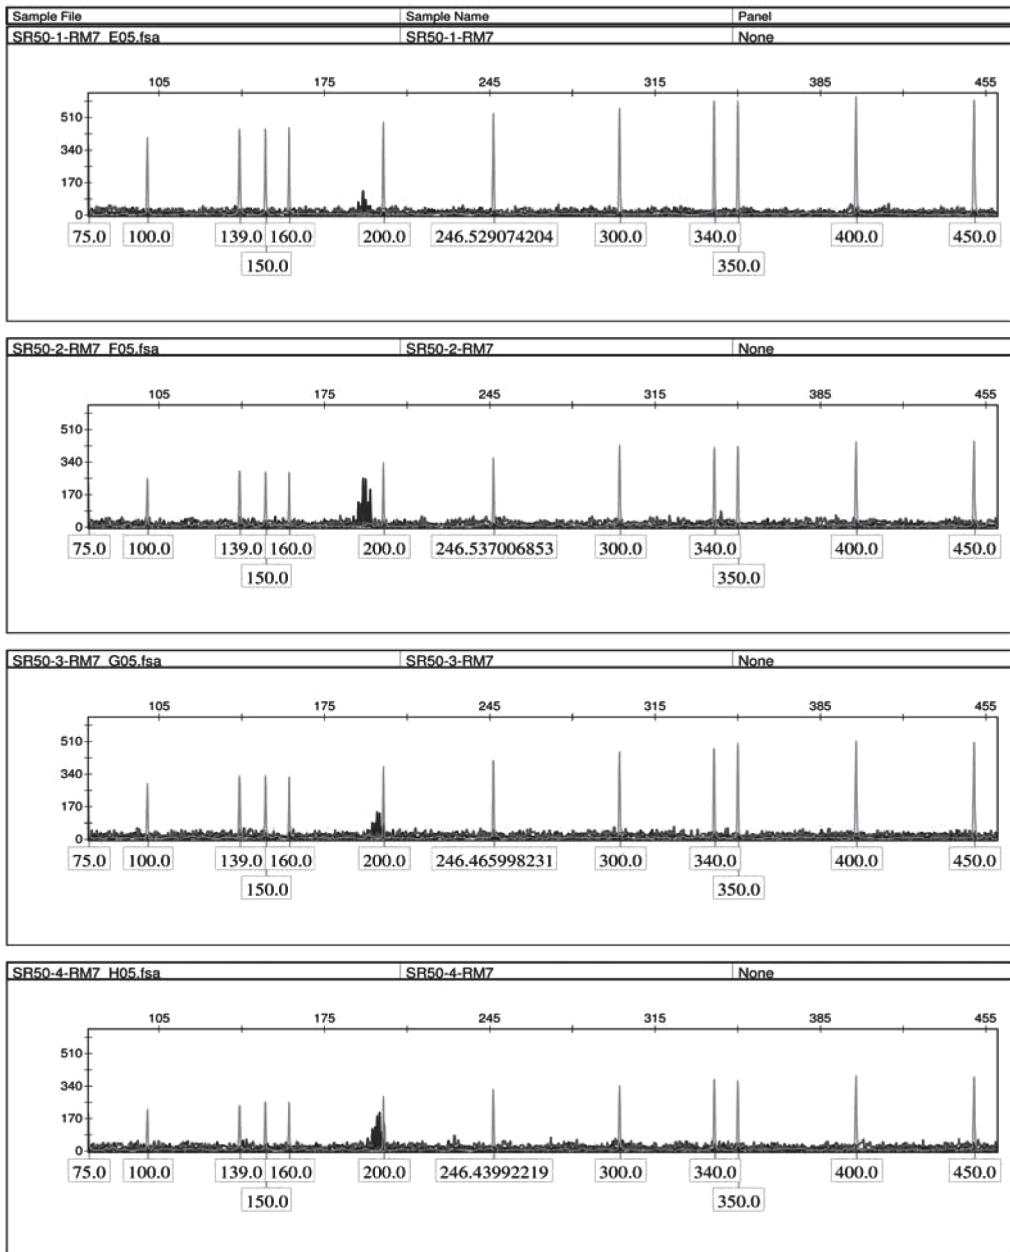 Sample File Sample Name Panel
SR50-1-RM7_E05.fsa SR50-1-RM7 None
105 175 245 315 385 455
510
340
170
0
75.0 100.0 139.0 160.0 200.0 246.529074204 300.0 340.0 400.0 450.0
150.0 350.0
SR50-2-RM7_F05.fsa SR50-2-RM7 None
105 175 245 315 385 455
510
340
170
0
75.0 100.0 139.0 160.0 200.0 246.537006853 300.0 340.0 400.0 450.0
150.0 350.0
SR50-3-RM7_G05.fsa SR50-3-RM7 None
105 175 245 315 385 455
510
340
170
0
75.0 100.0 139.0 160.0 200.0 246.465998231 300.0 340.0 400.0 450.0
150.0 350.0
SR50-4-RM7_H05.fsa SR50-4-RM7 None
105 175 245 315 385 455
510
340
170
0
75.0 100.0 139.0 160.0 200.0 246.43992219 300.0 340.0 400.0 450.0
150.0 350.0